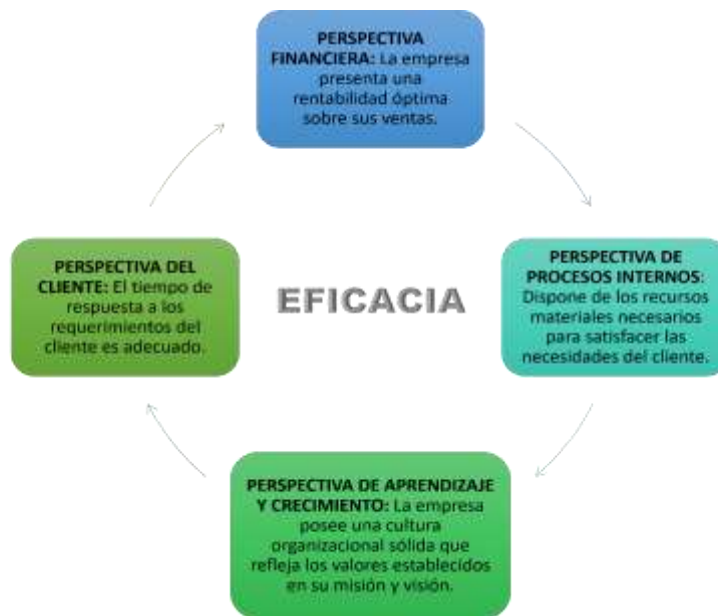 PERSPECTIVA
FINANCIERA: La empresa
presenta una
rentabilidad óptima
sobre sus ventas.
PERSPECTIVA DEL
CLIENTE: El tiempo de
respuesta a los
requerimientos del
cliente es adecuado.
EFICACIA
PERSPECTIVA DE
PROCESOS INTERNOS:
Dispone de los recursos
materiales necesarios
para satisfacer las
necesidades del cliente.
PERSPECTIVA DE APRENDIZAJE
Y CRECIMIENTO: La empresa
posee una cultura
organizacional sólida que
refleja los valores establecidos
en su misión y visión.